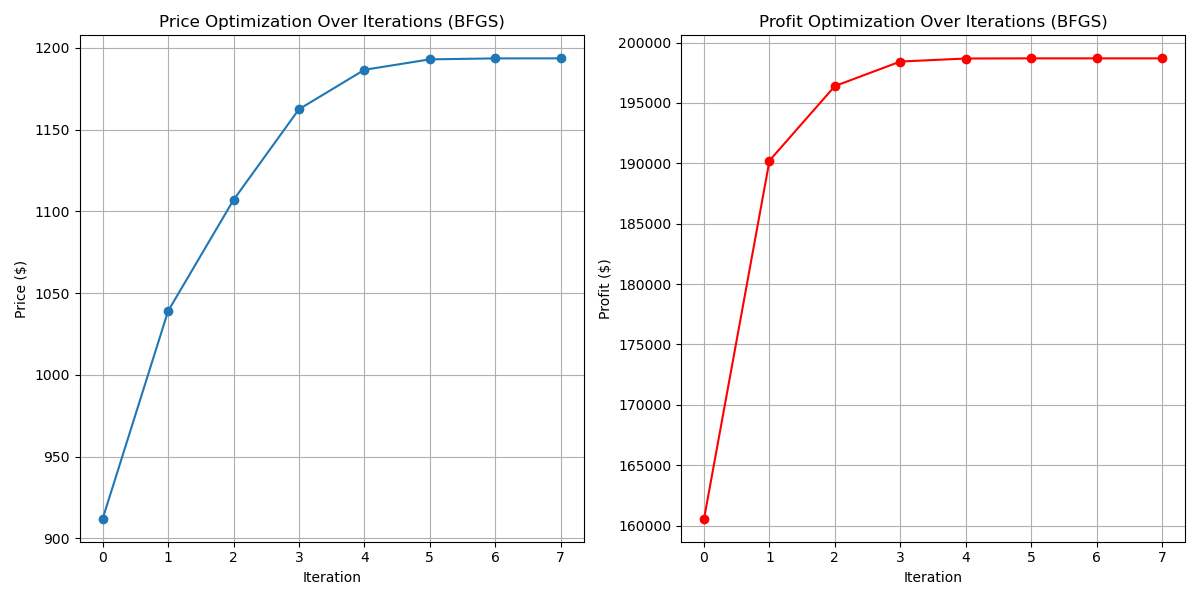 Price Optimization Over Iterations (BFGS)
1200
1150
1100
1050
1000
950
900
Price ($)
0 1 2 3 4 5 6 7
Iteration
Profit Optimization Over Iterations (BFGS)
200000
195000
190000
185000
180000
175000
170000
165000
160000
Profit ($)
0 1 2 3 4 5 6 7
Iteration